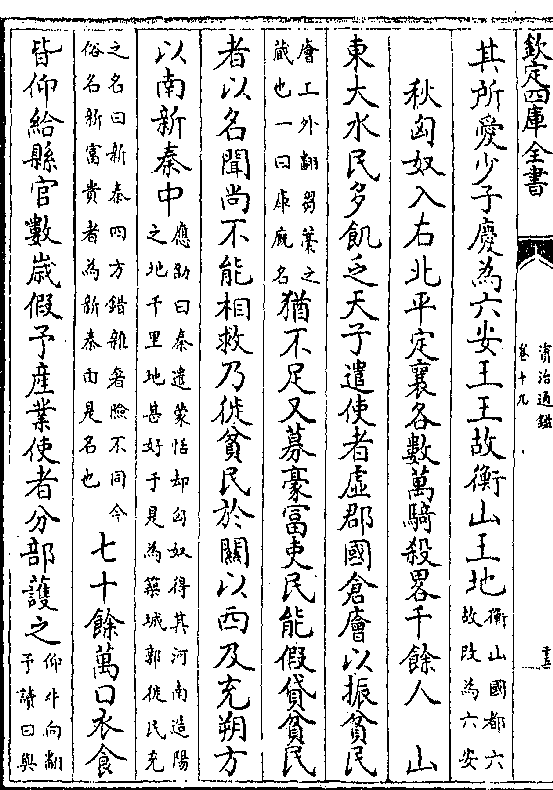 欽定四庫全書
資治通鑑
卷十九
其所愛少子慶為六安王王故衡山王地衡山國都六故改為六安
秋匈奴入右北平定襄各數萬騎殺畧千餘人　山
東大水民多飢乏天子遣使者虛郡國倉廥以振貧民
廥工外翻芻藁之藏也一曰庫廐名猶不足又募豪富吏民能假貸貧民
者以名聞尚不能相救乃徙貧民於關以西及充朔方
以南新秦中應劭曰秦遣蒙恬却匈奴得其河南造陽之地千里地甚好于是為築城郭徙民充
之名曰新秦四方錯雜奢險不同今俗名新富貴者為新秦由是名也七十餘萬口衣食
皆仰給縣官數歲假予産業使者分部護之仰牛向翻予讀曰與